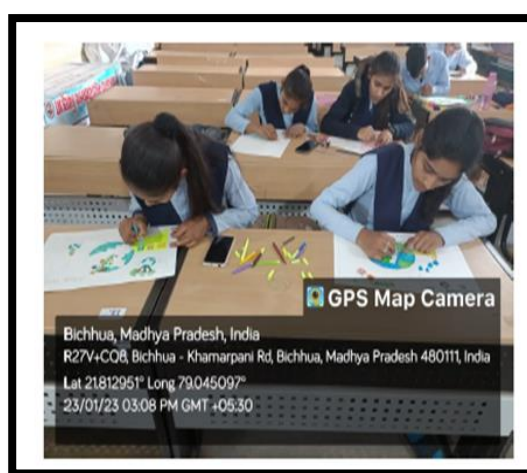 GPS Map Camera
Bichhua, Madhya Pradesh, India
R27V+CQ8, Bichhua - Khamarpani Rd, Bichhua, Madhya Pradesh 480111, India
Lat 21.812951° Long 79.045097°
23/01/23 03:08 PM GMT +05:30